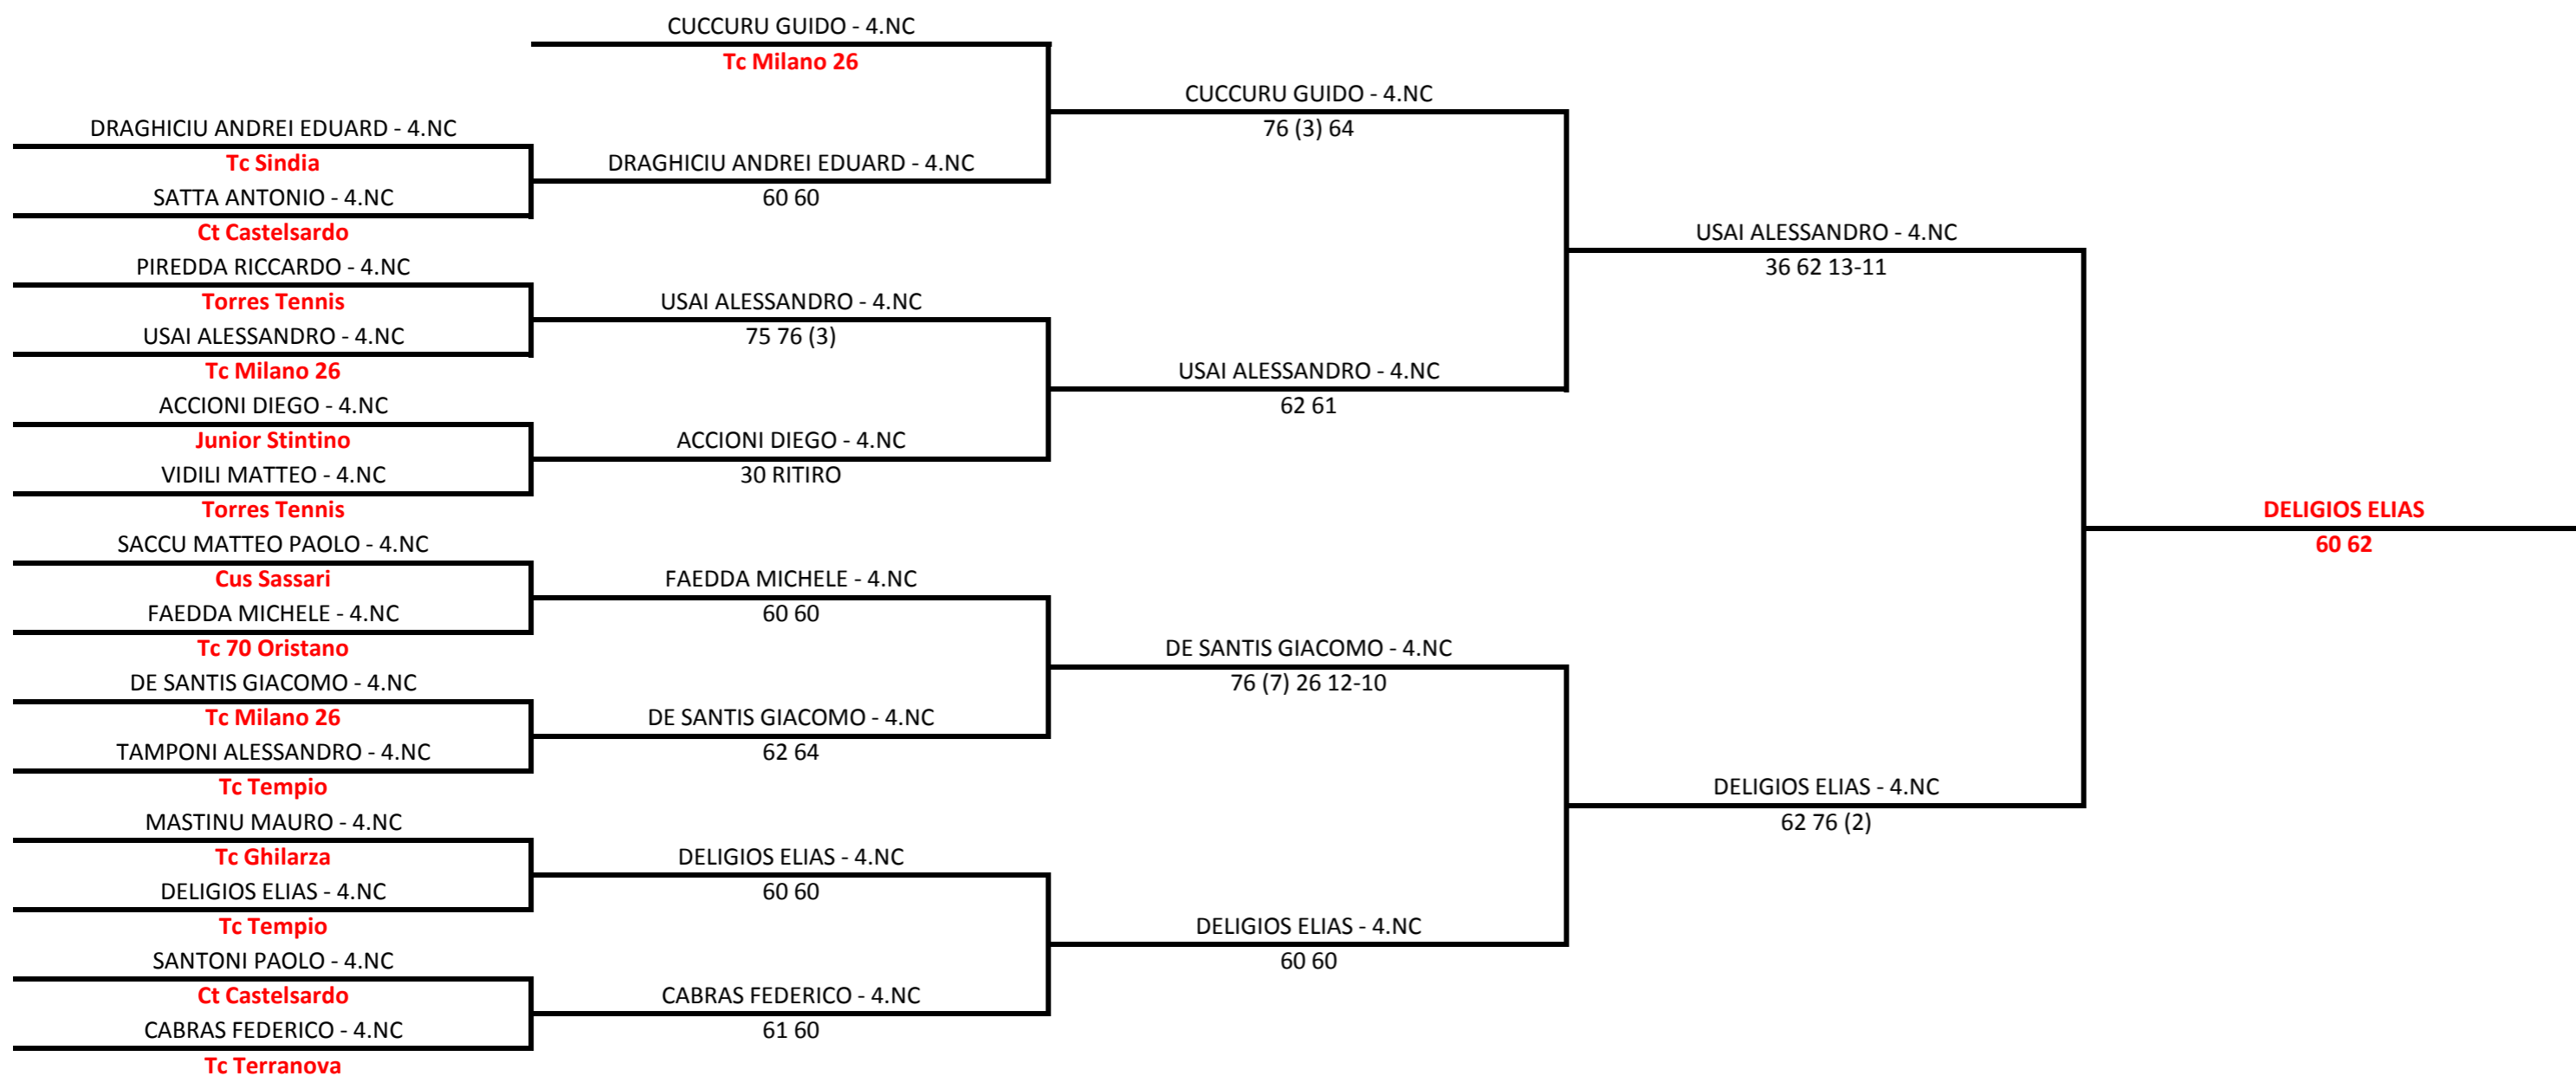 CUCCURU GUIDO - 4.NC
Tc Milano 26
DRAGHICIU ANDREI EDUARD - 4.NC
Tc Sindia
SATTA ANTONIO - 4.NC
Ct Castelsardo
PIREDDA RICCARDO - 4.NC
Torres Tennis
USAI ALESSANDRO - 4.NC
Tc Milano 26
ACCIONI DIEGO - 4.NC
Junior Stintino
VIDILI MATTEO - 4.NC
Torres Tennis
SACCU MATTEO PAOLO - 4.NC
Cus Sassari
FAEDDA MICHELE - 4.NC
Tc 70 Oristano
DE SANTIS GIACOMO - 4.NC
Tc Milano 26
TAMPONI ALESSANDRO - 4.NC
Tc Tempio
MASTINU MAURO - 4.NC
Tc Ghilarza
DELIGIOS ELIAS - 4.NC
Tc Tempio
SANTONI PAOLO - 4.NC
Ct Castelsardo
CABRAS FEDERICO - 4.NC
Tc Terranova
DRAGHICIU ANDREI EDUARD - 4.NC
60 60
USAI ALESSANDRO - 4.NC
75 76 (3)
ACCIONI DIEGO - 4.NC
30 RITIRO
FAEDDA MICHELE - 4.NC
60 60
DE SANTIS GIACOMO - 4.NC
62 64
DELIGIOS ELIAS - 4.NC
60 60
CABRAS FEDERICO - 4.NC
61 60
CUCCURU GUIDO - 4.NC
76 (3) 64
USAI ALESSANDRO - 4.NC
62 61
DE SANTIS GIACOMO - 4.NC
76 (7) 26 12-10
DELIGIOS ELIAS - 4.NC
60 60
USAI ALESSANDRO - 4.NC
36 62 13-11
DELIGIOS ELIAS - 4.NC
62 76 (2)
DELIGIOS ELIAS
60 62